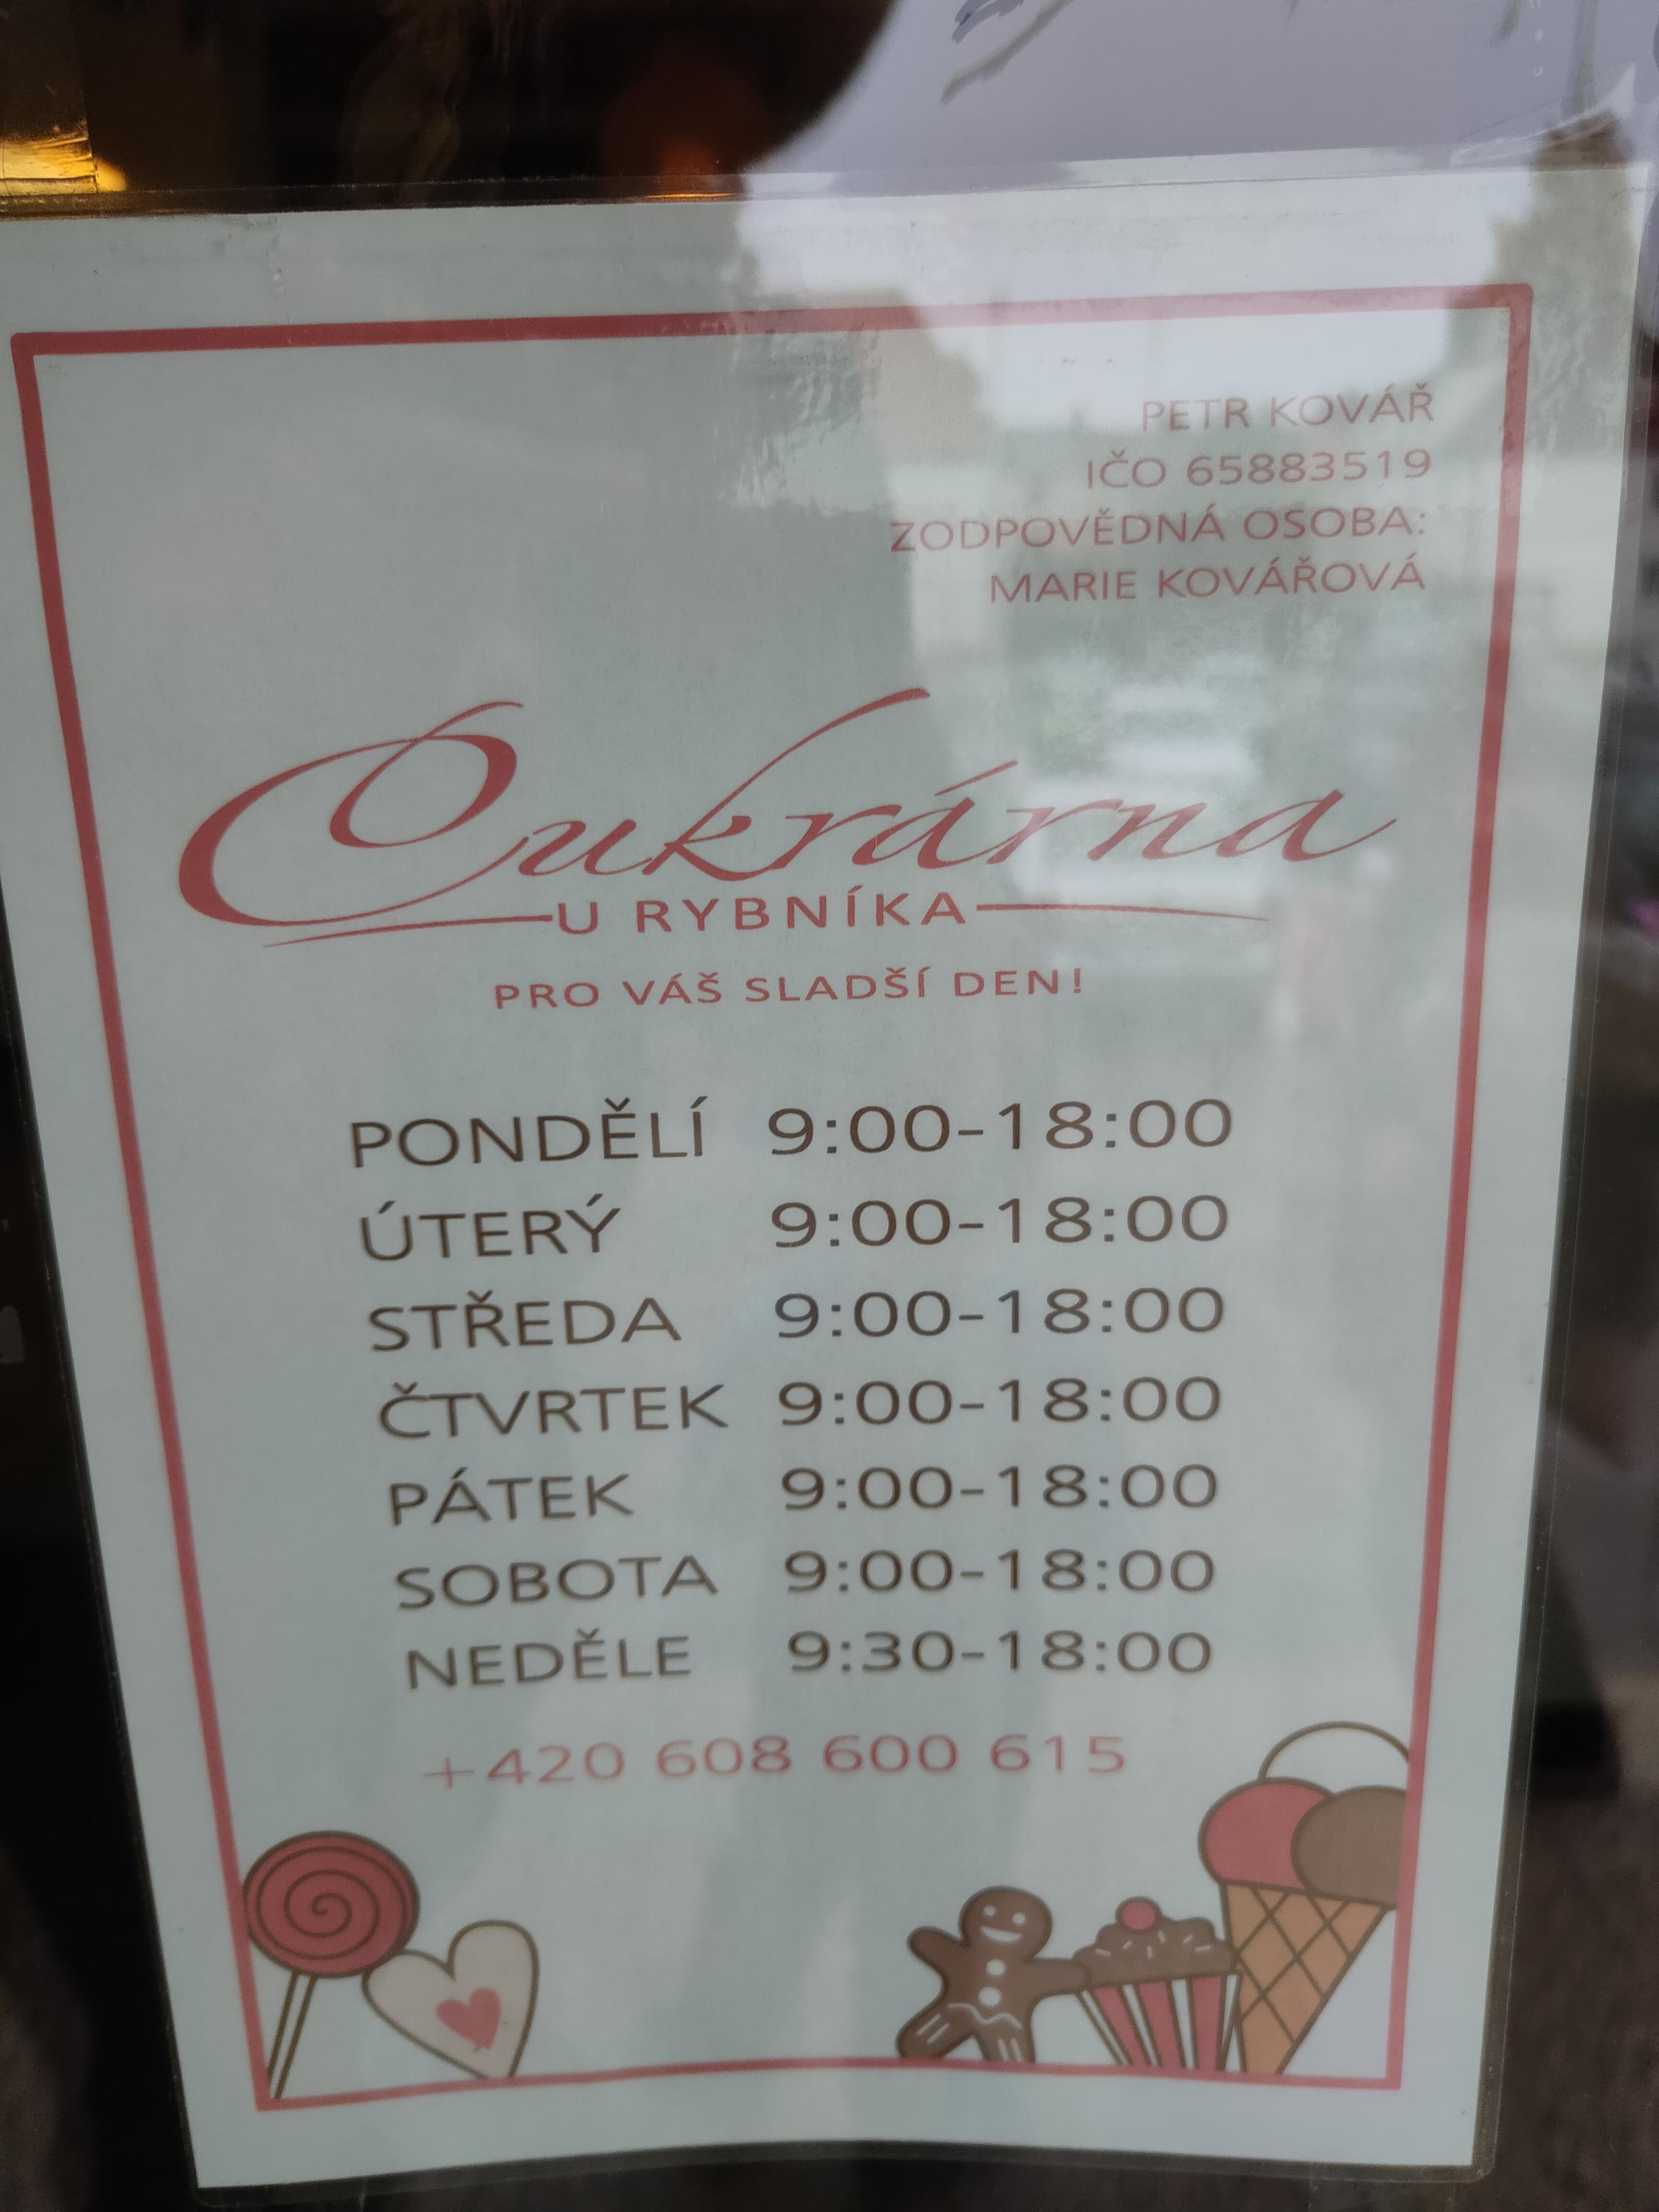 PETR KOVÁŘ
IČO 65883519
ZODPOVĚDNÁ OSOBA:
MARIE KOVÁŘOVÁ
Cukrárna
U RYBNÍKA
PRO VÁŠ SLADŠÍ DEN!
PONDĚLÍ 9:00-18:00
ÚTERÝ 9:00-18:00
STŘEDA 9:00-18:00
ČTVRTEK 9:00-18:00
PÁTEK 9:00-18:00
SOBOTA 9:00-18:00
NEDĚLE 9:30-18:00
+420 608 600 615